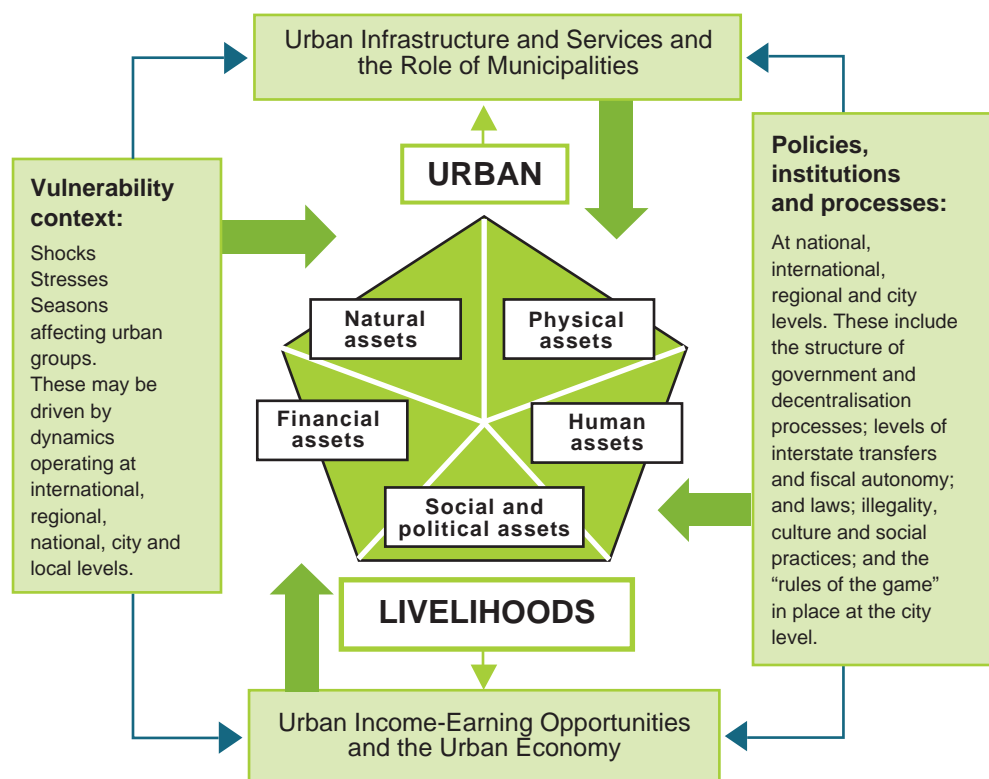 Urban Infrastructure and Services and
the Role of Municipalities
URBAN
Vulnerability
context:
Shocks
Stresses
Seasons
affecting urban
groups.
These may be
driven by
dynamics
operating at
international,
regional,
national, city and
local levels.
Natural
assets
Physical
assets
Financial
assets
Human
assets
Social and
political assets
Policies,
institutions
and processes:
At national,
international,
regional and city
levels. These include
the structure of
government and
decentralisation
processes; levels of
interstate transfers
and fiscal autonomy;
and laws; illegality,
culture and social
practices; and the
“rules of the game”
in place at the city
level.
LIVELIHOODS
Urban Income-Earning Opportunities
and the Urban Economy